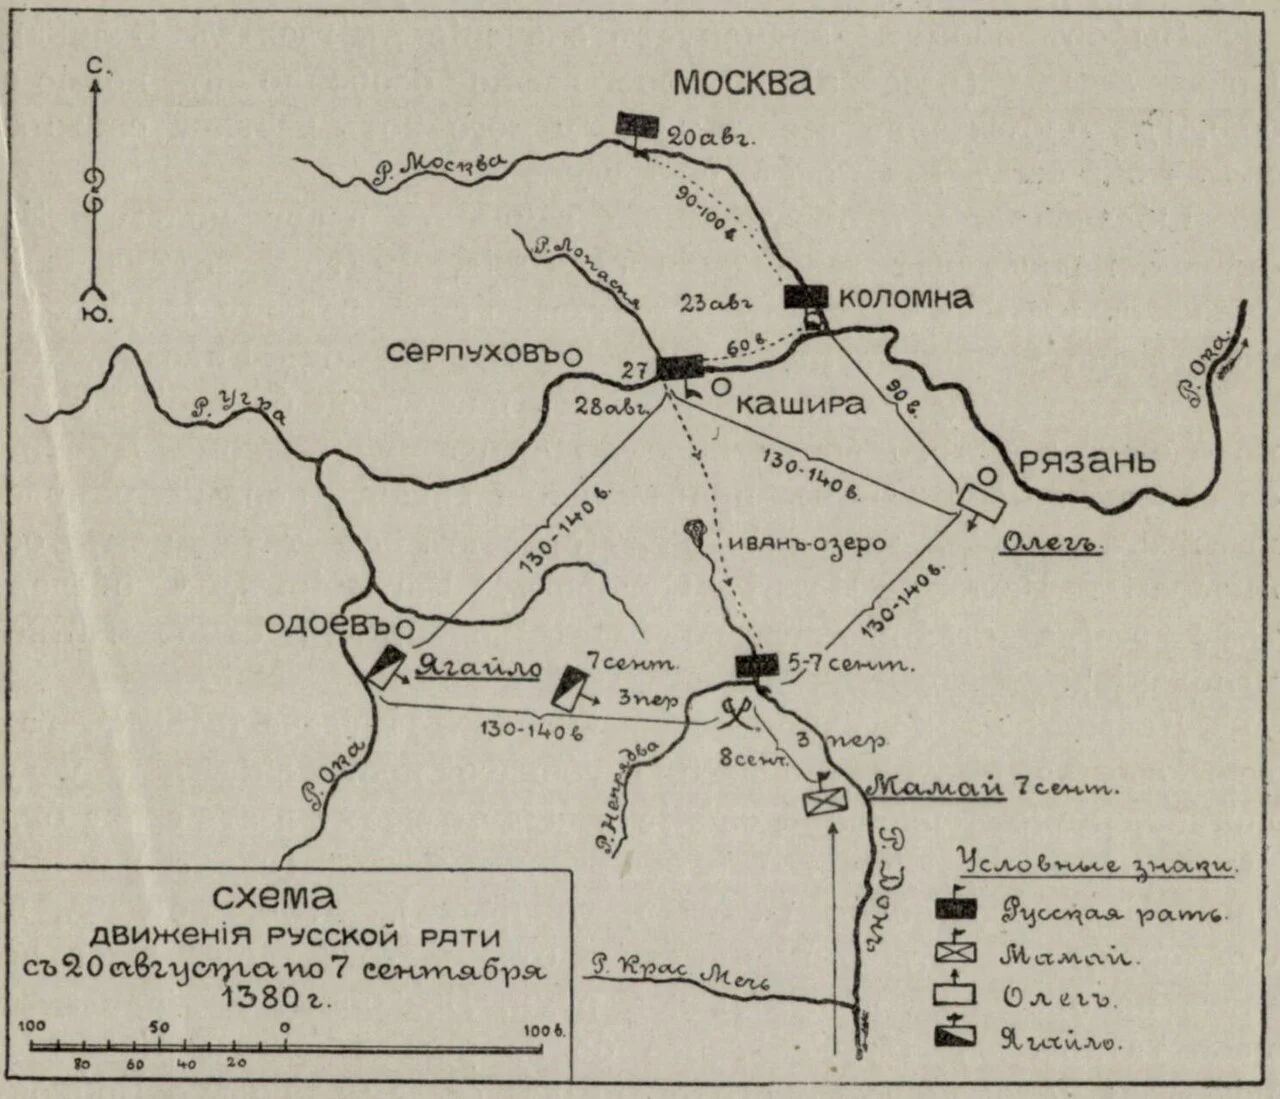 С.
Ю.
МОСКВА
20 авг.
Р. Москва
90-100 в.
Р. Лопасня
23 авг
КОЛОМНА
СЕРПУХОВЪ
60 в
27
28 авг.
КАШИРА
90 в.
Р. Ока.
Р. Угра
130-140 в.
РЯЗАНЬ
Олегъ.
130-140 в.
ИВАНЪ-ОЗЕРО
130-140 в.
ОДОЕВЪ
Ягайло
7 сент.
3 пер
5-7 сент.
130-140 в
8 сент.
3 пер.
Р. Ока
Р. Непрядва
Мамай 7 сент.
Р. Донъ
Р. Крас Мечь
СХЕМА
ДВИЖЕНІЯ РУССКОЙ РАТИ
съ 20 августа по 7 сентября
1380 г.
100 50 0 100 в.
80 60 40 20
Условные знаки.
Русская рать.
Мамай.
Олегъ.
Ягайло.